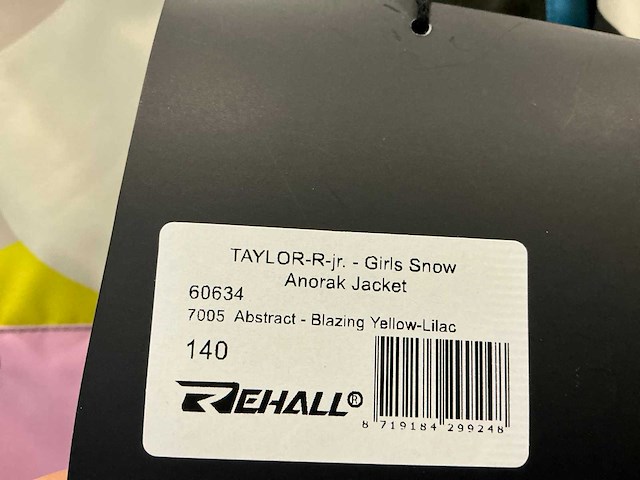 TAYLOR-R-jr. - Girls Snow
Anorak Jacket
60634
7005 Abstract - Blazing Yellow-Lilac
140
REHALL®
8 719184 299248